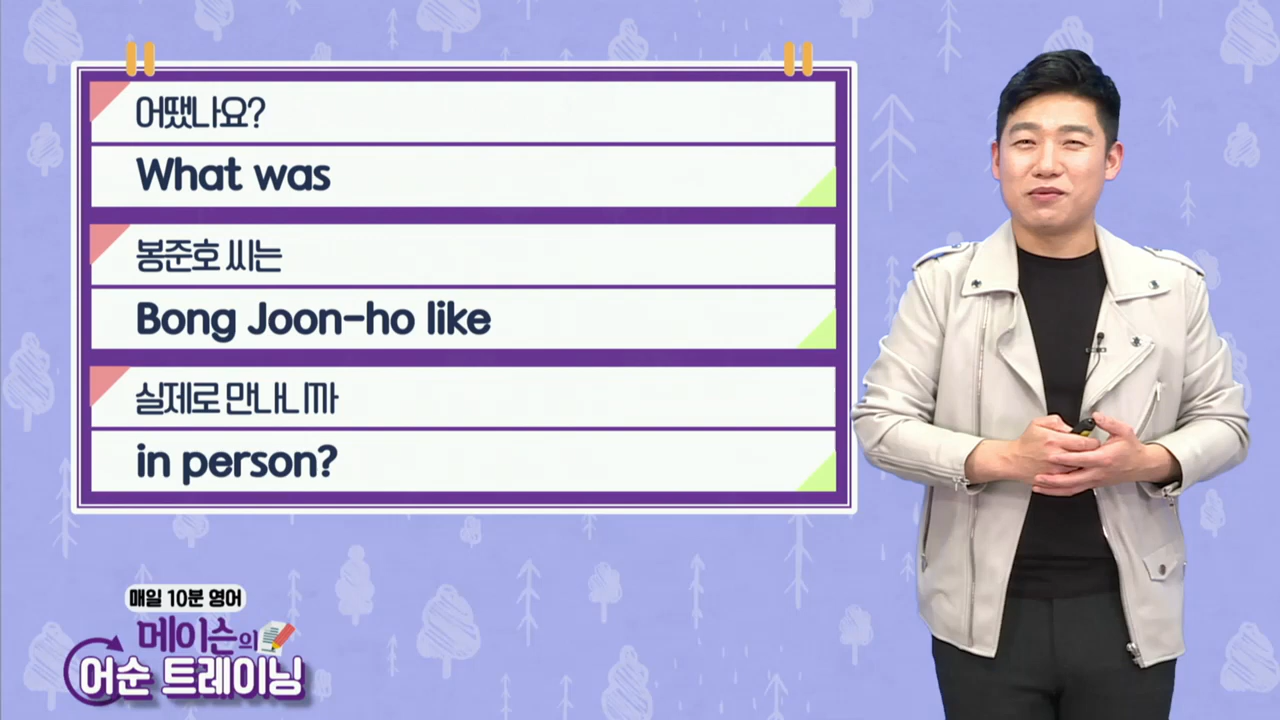 어땠나요?
What was
봉준호 씨는
Bong Joon-ho like
실제로 만나니까
in person?
매일 10분 영어
메이슨의
어순 트레이닝